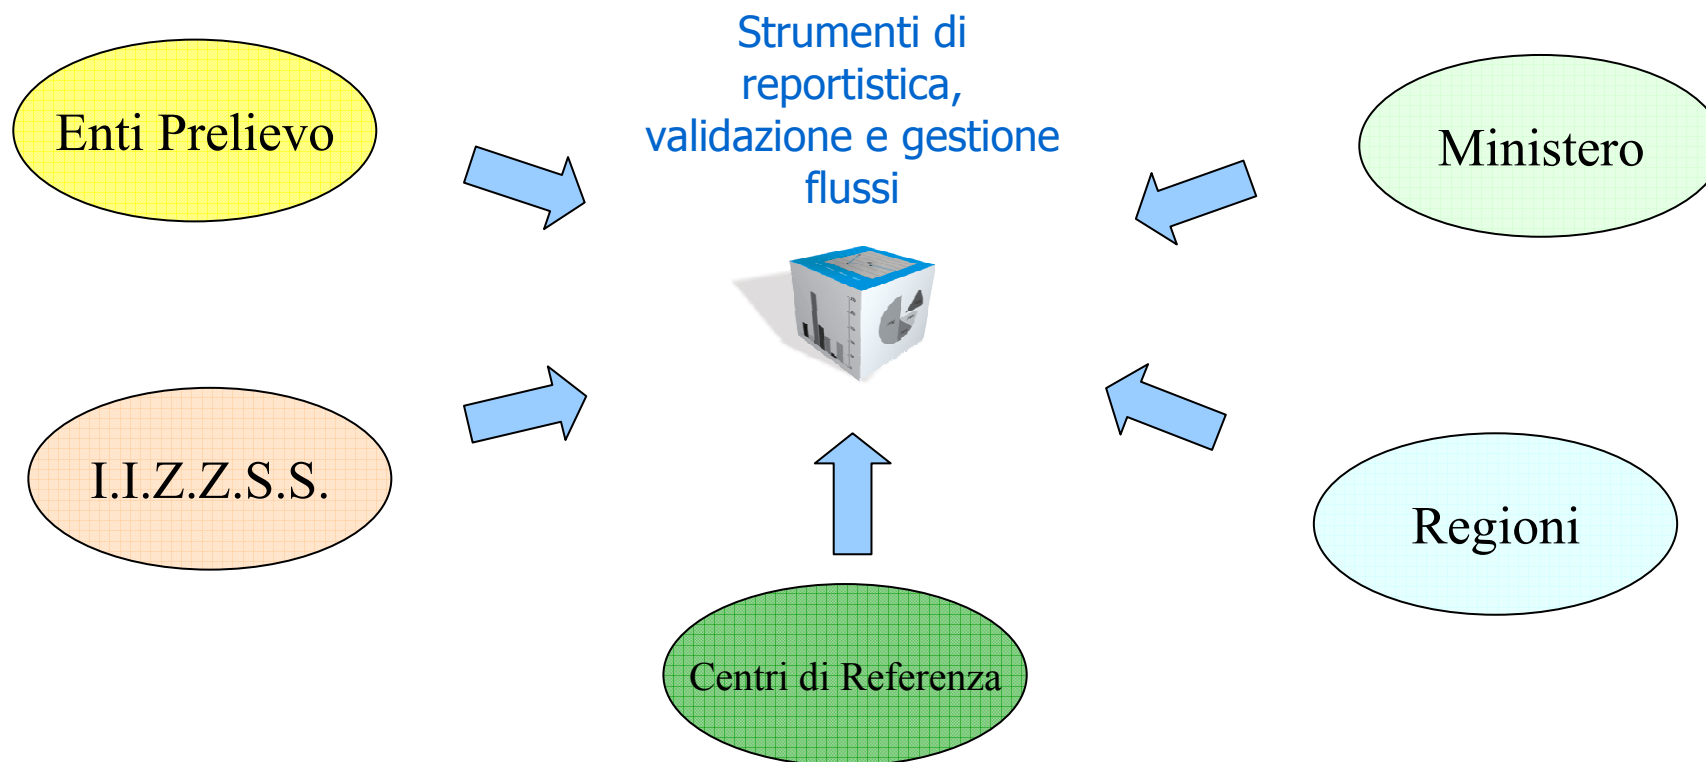 Strumenti di
reportistica,
validazione e gestione
flussi
Enti Prelievo
Ministero
I.I.Z.Z.S.S.
Regioni
Centri di Referenza